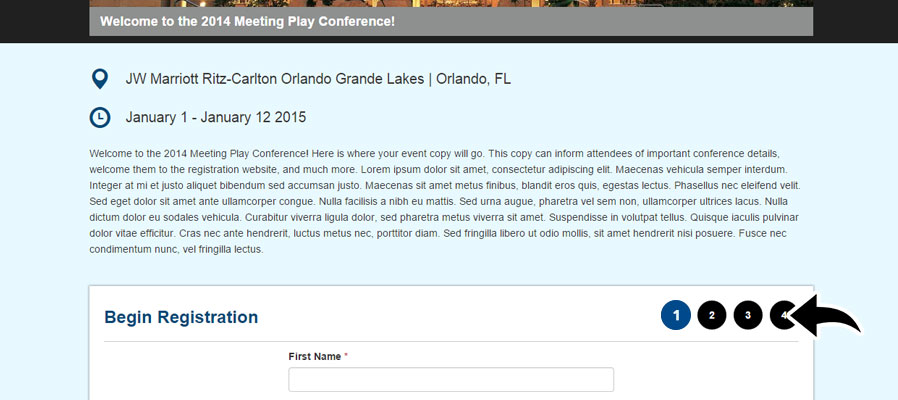 Welcome to the 2014 Meeting Play Conference!
JW Marriott Ritz-Carlton Orlando Grande Lakes | Orlando, FL
January 1 - January 12 2015
Welcome to the 2014 Meeting Play Conference! Here is where your event copy will go. This copy can inform attendees of important conference details,
welcome them to the registration website, and much more. Lorem ipsum dolor sit amet, consectetur adipiscing elit. Maecenas vehicula semper interdum.
Integer at mi et justo aliquet bibendum sed accumsan justo. Maecenas sit amet metus finibus, blandit eros quis, egestas lectus. Phasellus nec eleifend velit.
Sed eget dolor sit amet ante ullamcorper congue. Nulla facilisis a nibh eu mattis. Sed urna augue, pharetra vel sem non, ullamcorper ultrices lacus. Nulla
dictum dolor eu sodales vehicula. Curabitur viverra ligula dolor, sed pharetra metus viverra sit amet. Suspendisse in volutpat tellus. Quisque iaculis pulvinar
dolor vitae efficitur. Cras nec ante hendrerit, luctus metus nec, porttitor diam. Sed fringilla libero ut odio mollis, sit amet hendrerit nisi posuere. Fusce nec
condimentum nunc, vel fringilla lectus.
Begin Registration 1 2 3 4
First Name *